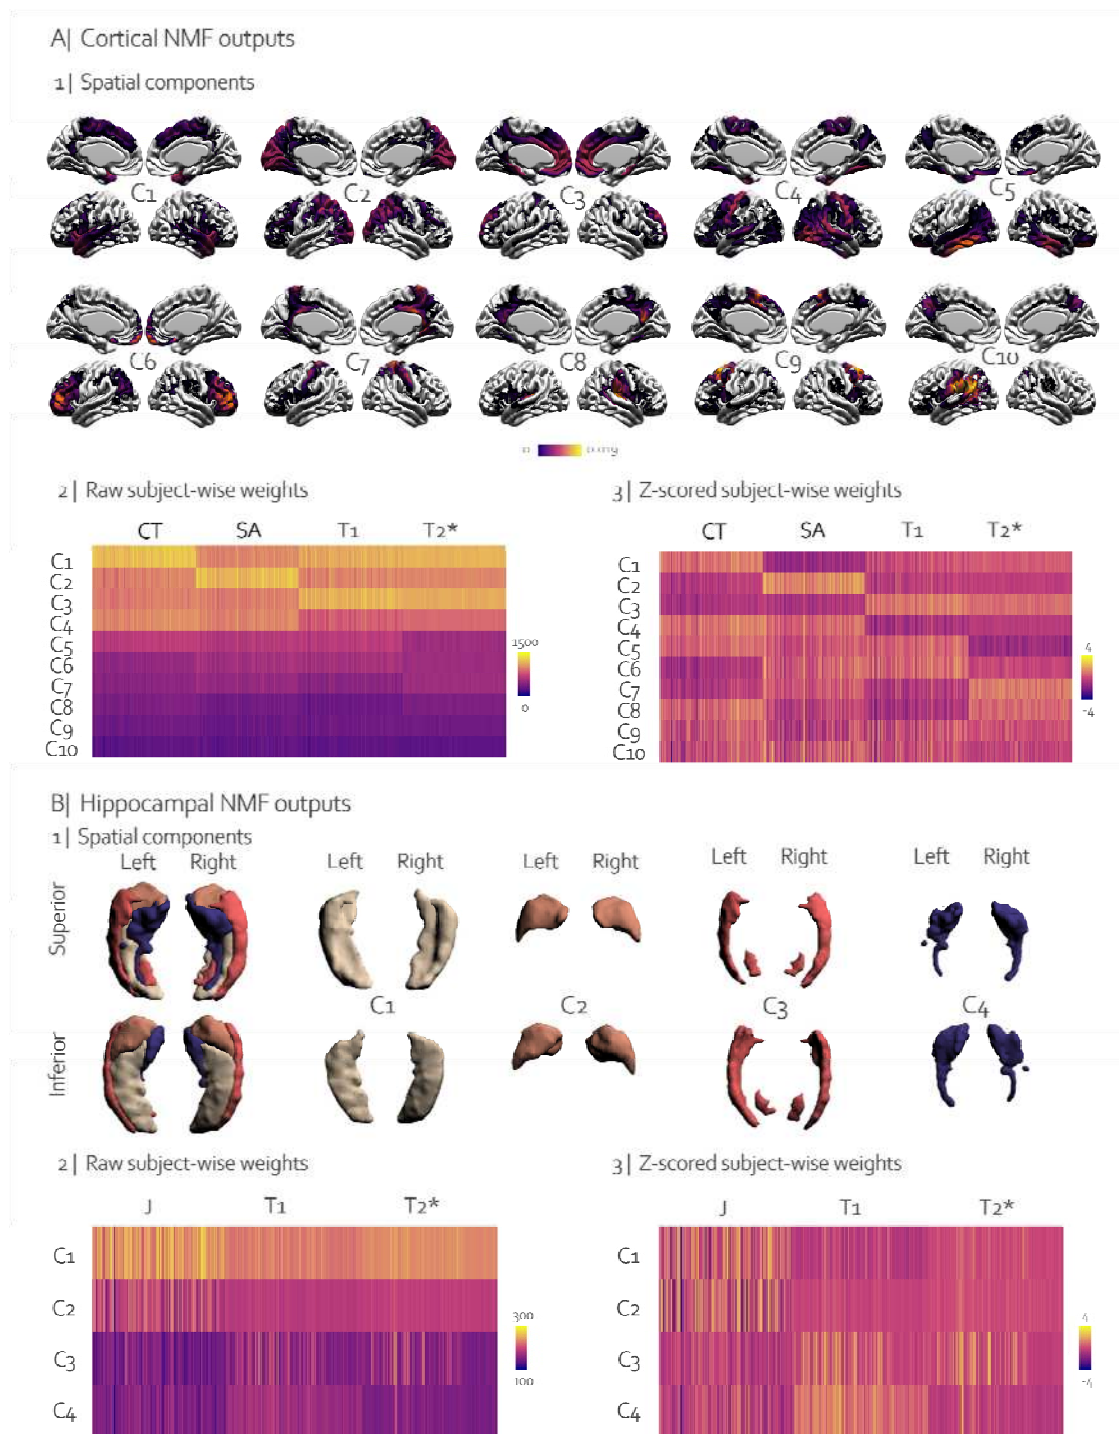 A| Cortical NMF outputs
1| Spatial components
C1 C2 C3 C4 C5
C6 C7 C8 C9 C10
0 0.019
2| Raw subject-wise weights
CT SA T1 T2*
C1
C2
C3
C4
C5
C6
C7
C8
C9
C10
1500
0
3| Z-scored subject-wise weights
CT SA T1 T2*
C1
C2
C3
C4
C5
C6
C7
C8
C9
C10
4
-4
B| Hippocampal NMF outputs
1| Spatial components
Left Right Left Right Left Right Left Right Left Right
Superior
C1 C2 C3 C4
Inferior
2| Raw subject-wise weights
J T1 T2*
C1
C2
C3
C4
300
100
3| Z-scored subject-wise weights
J T1 T2*
C1
C2
C3
C4
4
-4